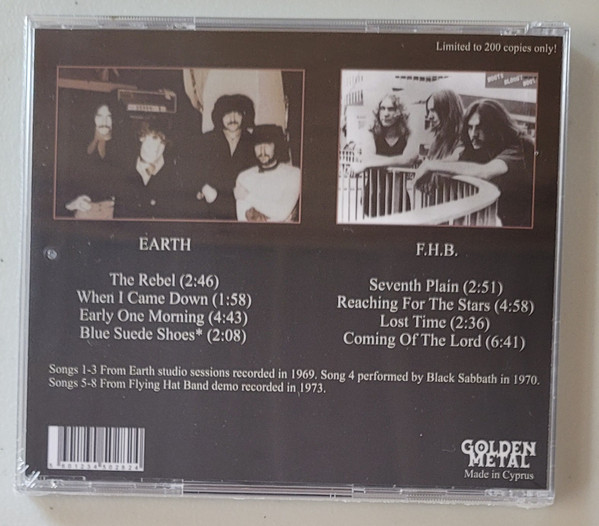 Limited to 200 copies only!
EARTH
The Rebel (2:46)
When I Came Down (1:58)
Early One Morning (4:43)
Blue Suede Shoes* (2:08)
F.H.B.
Seventh Plain (2:51)
Reaching For The Stars (4:58)
Lost Time (2:36)
Coming Of The Lord (6:41)
Songs 1-3 From Earth studio sessions recorded in 1969. Song 4 performed by Black Sabbath in 1970.
Songs 5-8 From Flying Hat Band demo recorded in 1973.
GOLDEN
METAL
Made in Cyprus